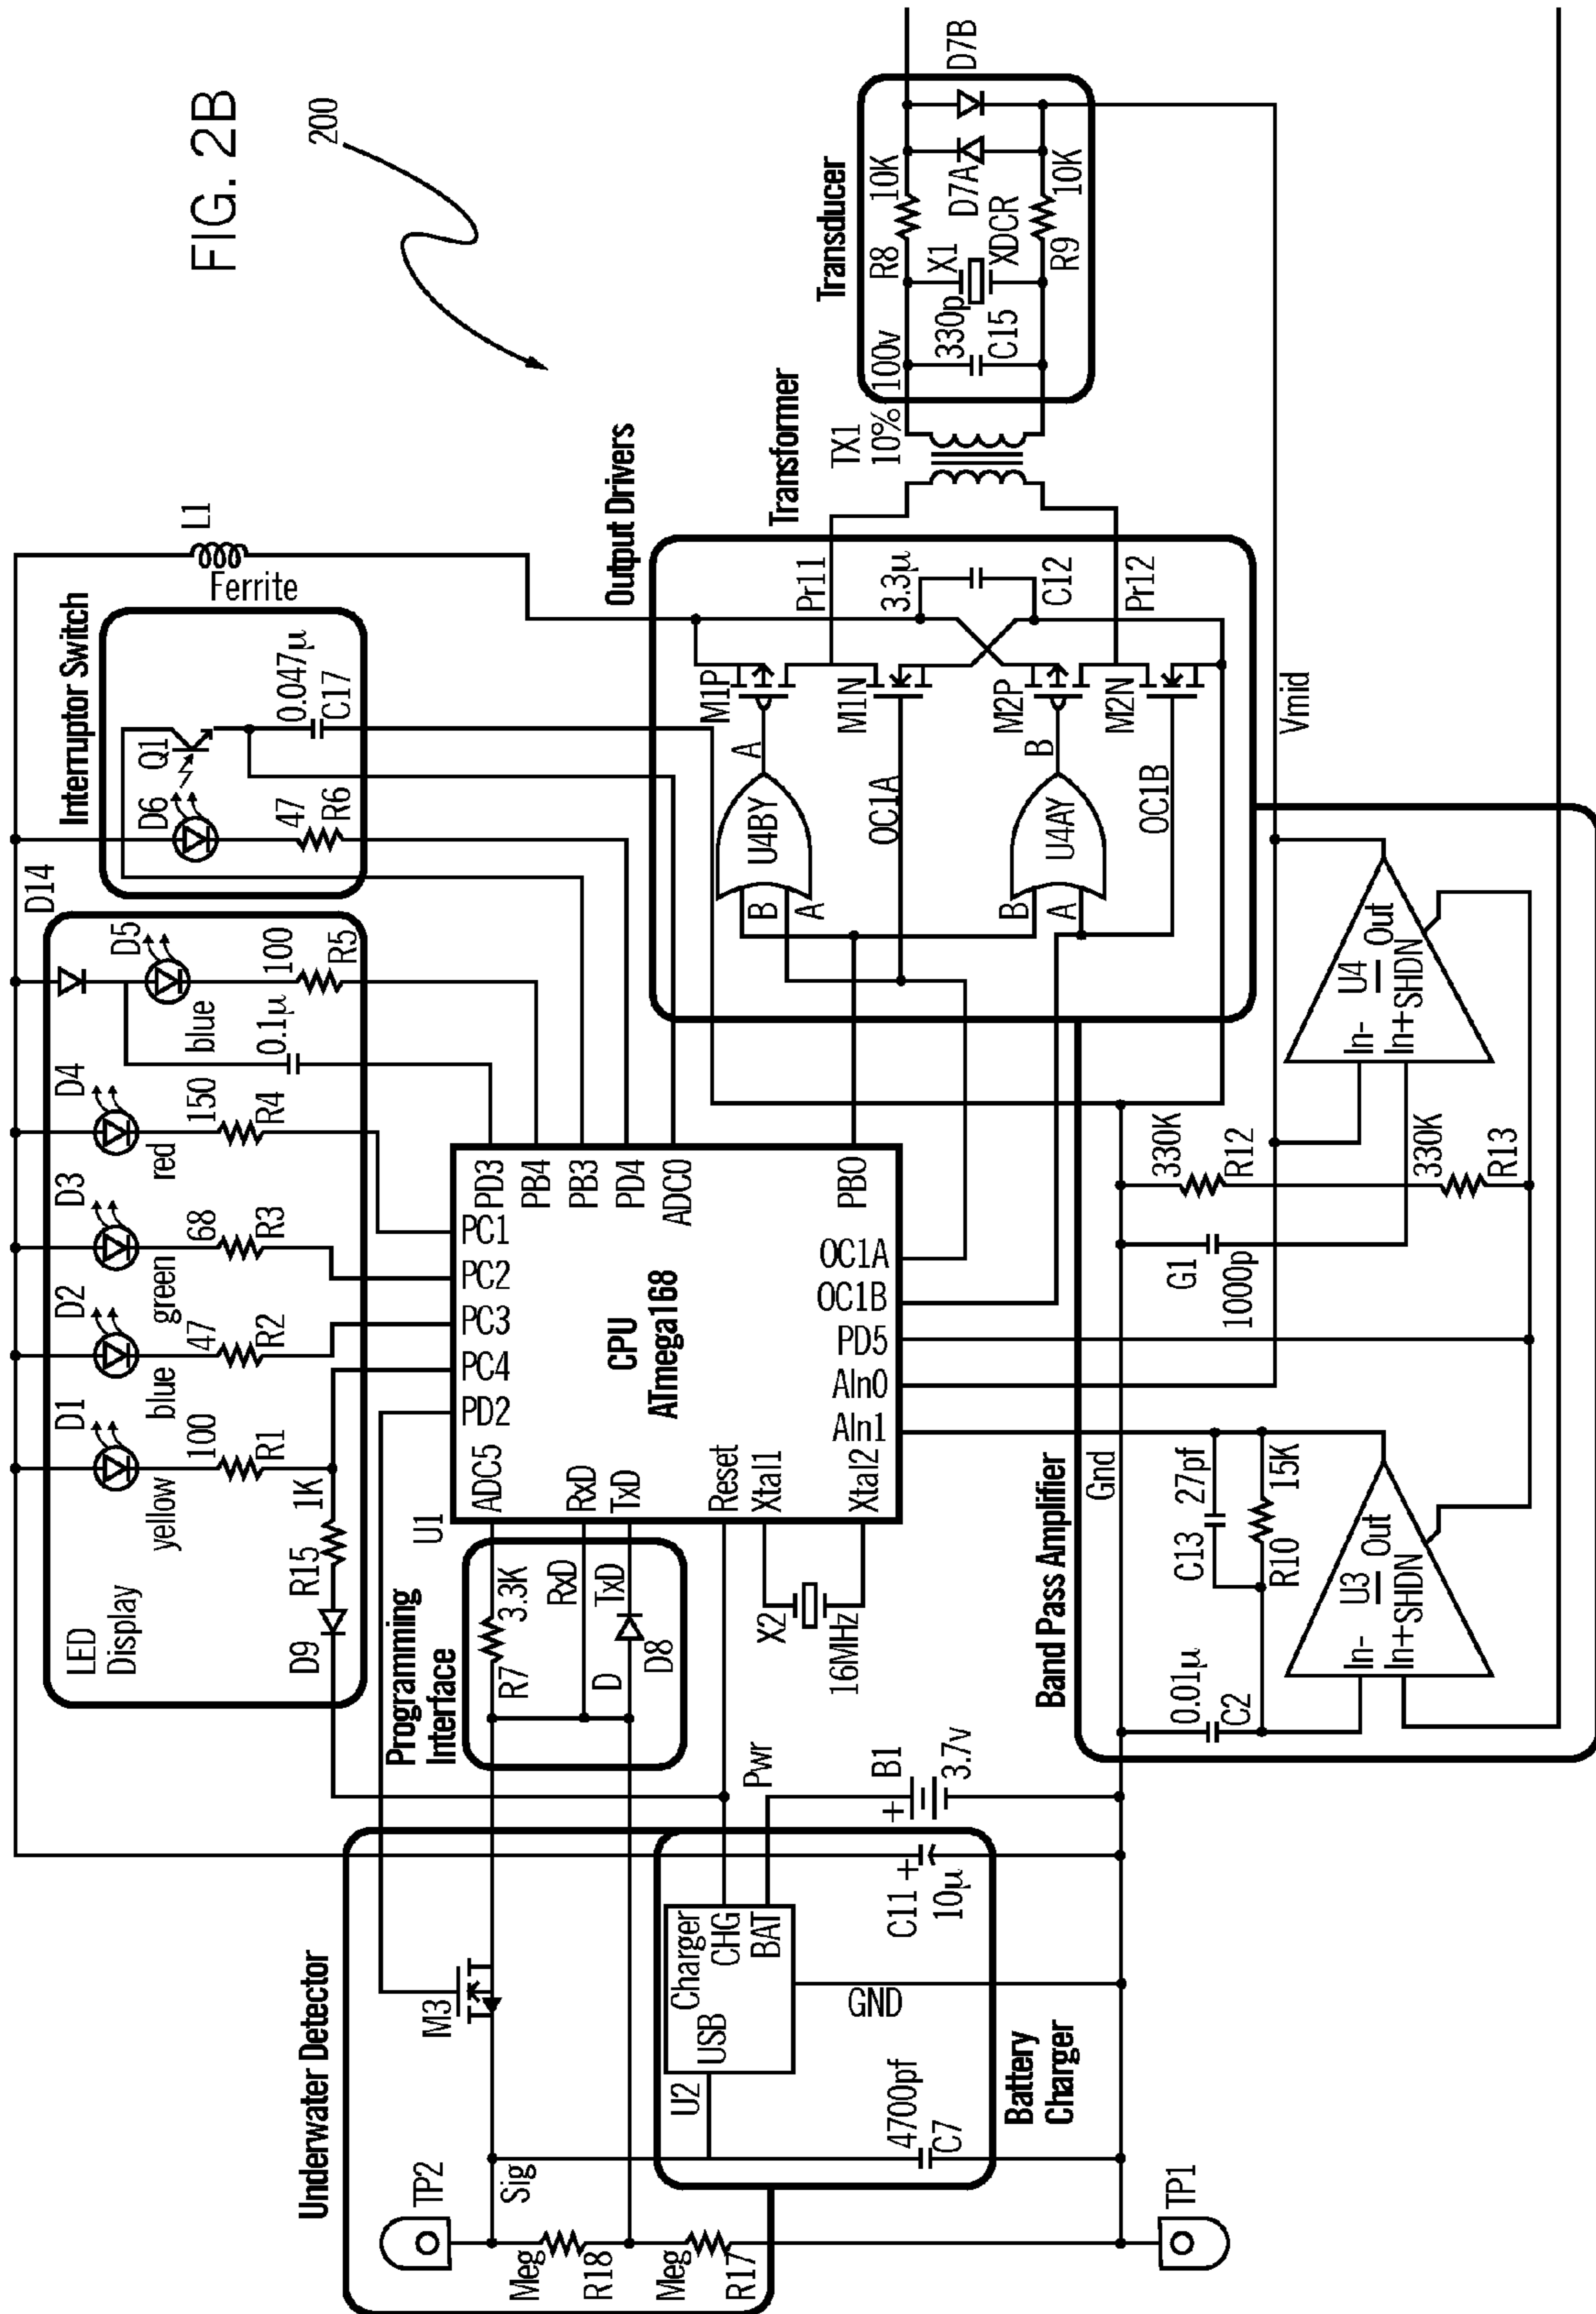 FIG. 2B
200
LED
Display
D1
yellow
100
R1
D2
blue
47
R2
D3
green
68
R3
D4
red
150
R4
D5
blue
100
R5
0.1µ
D14
D9
R15
1K
Interruptor Switch
D6
Q1
47
R6
0.047µ
C17
L1
Ferrite
Underwater Detector
TP2
Sig
Meg
R18
Meg
R17
TP1
M3
Programming
Interface
R7
3.3K
RxD
TxD
D
D8
U1
CPU
ATmega168
ADC5
RxD
TxD
Reset
Xtal1
Xtal2
PD2
PC4
PC3
PC2
PC1
PD3
PB4
PB3
PD4
ADC0
PB0
OC1A
OC1B
PD5
AIn0
AIn1
X2
16MHz
U2
Charger
USB
CHG
BAT
GND
4700pf
C7
Battery
Charger
C11
+
10µ
Pwr
B1
+
3.7v
Output Drivers
U4BY
B
A
A
M1P
M1N
OC1A
U4AY
B
A
B
M2P
M2N
OC1B
Pr11
3.3µ
C12
Pr12
Transformer
TX1
10%
Transducer
100v
330p
C15
R8
10K
X1
XDCR
R9
10K
D7A
D7B
Vmid
Band Pass Amplifier
Gnd
0.01µ
C2
C13
27pf
R10
15K
In-
In+
U3
Out
SHDN
G1
1000p
330K
R12
330K
R13
In-
In+
U4
Out
SHDN